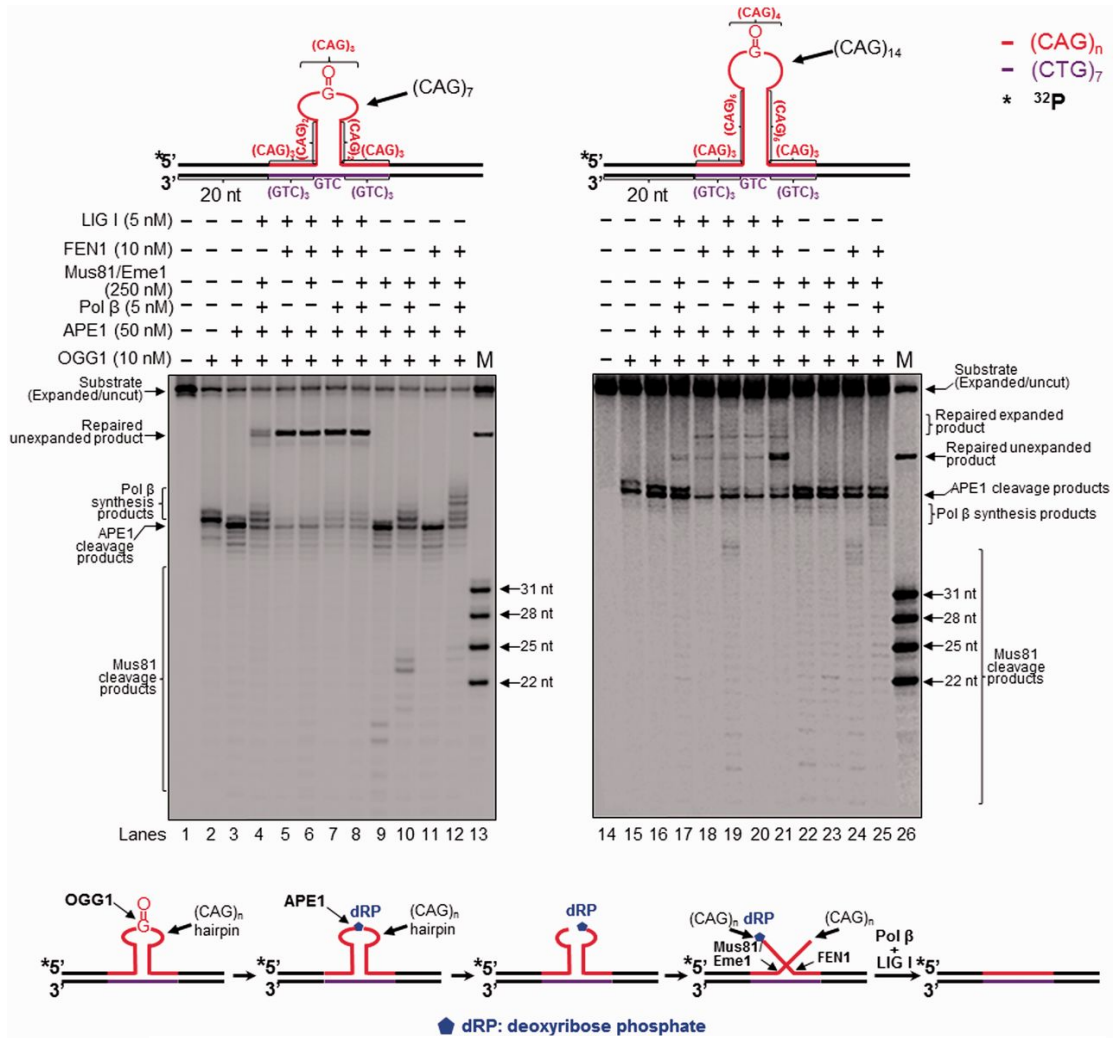 (CAG)3
O
G
(CAG)7
(CAG)2
(CAG)2
(CAG)3
(CAG)3
*5'
3'
(GTC)3
GTC
(GTC)3
20 nt
(CAG)4
O
G
(CAG)14
(CAG)6
(CAG)6
(CAG)3
(CAG)3
*5'
3'
(GTC)3
GTC
(GTC)3
20 nt
(CAG)n
(CTG)7
* 32P
LIG I (5 nM) − − − + + + + + − − − − − − − + + + + + − − − −
FEN1 (10 nM) − − − − + + + + − − + + − − − − + + + + − − + +
Mus81/Eme1 (250 nM) − − − + − + − + + + + + − − − + − + − + + + + +
Pol β (5 nM) − − − + − − + + − + − + − − − + − − + + − + − +
APE1 (50 nM) − − + + + + + + + + + + − − + + + + + + + + + +
OGG1 (10 nM) − + + + + + + + + + + + M − + + + + + + + + + + + M
Substrate
(Expanded/uncut)
Repaired
unexpanded product
Pol β
synthesis
products
APE1
cleavage
products
Mus81
cleavage
products
31 nt
28 nt
25 nt
22 nt
Substrate
(Expanded/uncut)
Repaired expanded
product
Repaired unexpanded
product
APE1 cleavage products
Pol β synthesis products
31 nt
28 nt
25 nt
22 nt
Mus81
cleavage
products
Lanes 1 2 3 4 5 6 7 8 9 10 11 12 13 14 15 16 17 18 19 20 21 22 23 24 25 26
OGG1
O
G
(CAG)n
hairpin
*5'
3'
APE1
dRP
(CAG)n
hairpin
*5'
3'
dRP
*5'
3'
(CAG)n
dRP
(CAG)n
Mus81/
Eme1
FEN1
*5'
3'
Pol β
+
LIG I
*5'
3'
dRP: deoxyribose phosphate